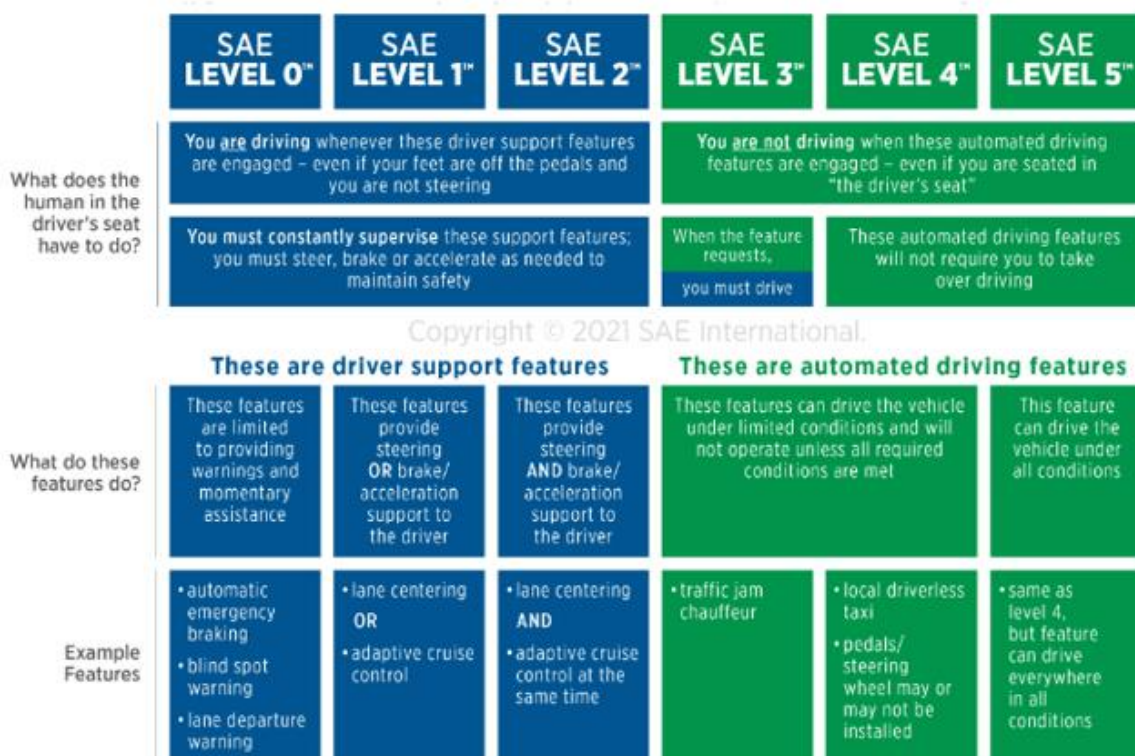 SAE
LEVEL 0™
SAE
LEVEL 1™
SAE
LEVEL 2™
SAE
LEVEL 3™
SAE
LEVEL 4™
SAE
LEVEL 5™
What does the
human in the
driver's seat
have to do?
You are driving whenever these driver support features
are engaged – even if your feet are off the pedals and
you are not steering
You are not driving when these automated driving
features are engaged – even if you are seated in
"the driver's seat"
You must constantly supervise these support features;
you must steer, brake or accelerate as needed to
maintain safety
When the feature
requests,
you must drive
These automated driving features
will not require you to take
over driving
Copyright © 2021 SAE International.
These are driver support features
These are automated driving features
What do these
features do?
These features
are limited
to providing
warnings and
momentary
assistance
These features
provide
steering
OR brake/
acceleration
support to
the driver
These features
provide
steering
AND brake/
acceleration
support to
the driver
These features can drive the vehicle
under limited conditions and will
not operate unless all required
conditions are met
This feature
can drive the
vehicle under
all conditions
Example
Features
• automatic
emergency
braking
• blind spot
warning
• lane departure
warning
• lane centering
OR
• adaptive cruise
control
• lane centering
AND
• adaptive cruise
control at the
same time
• traffic jam
chauffeur
• local driverless
taxi
• pedals/
steering
wheel may or
may not be
installed
• same as
level 4,
but feature
can drive
everywhere
in all
conditions